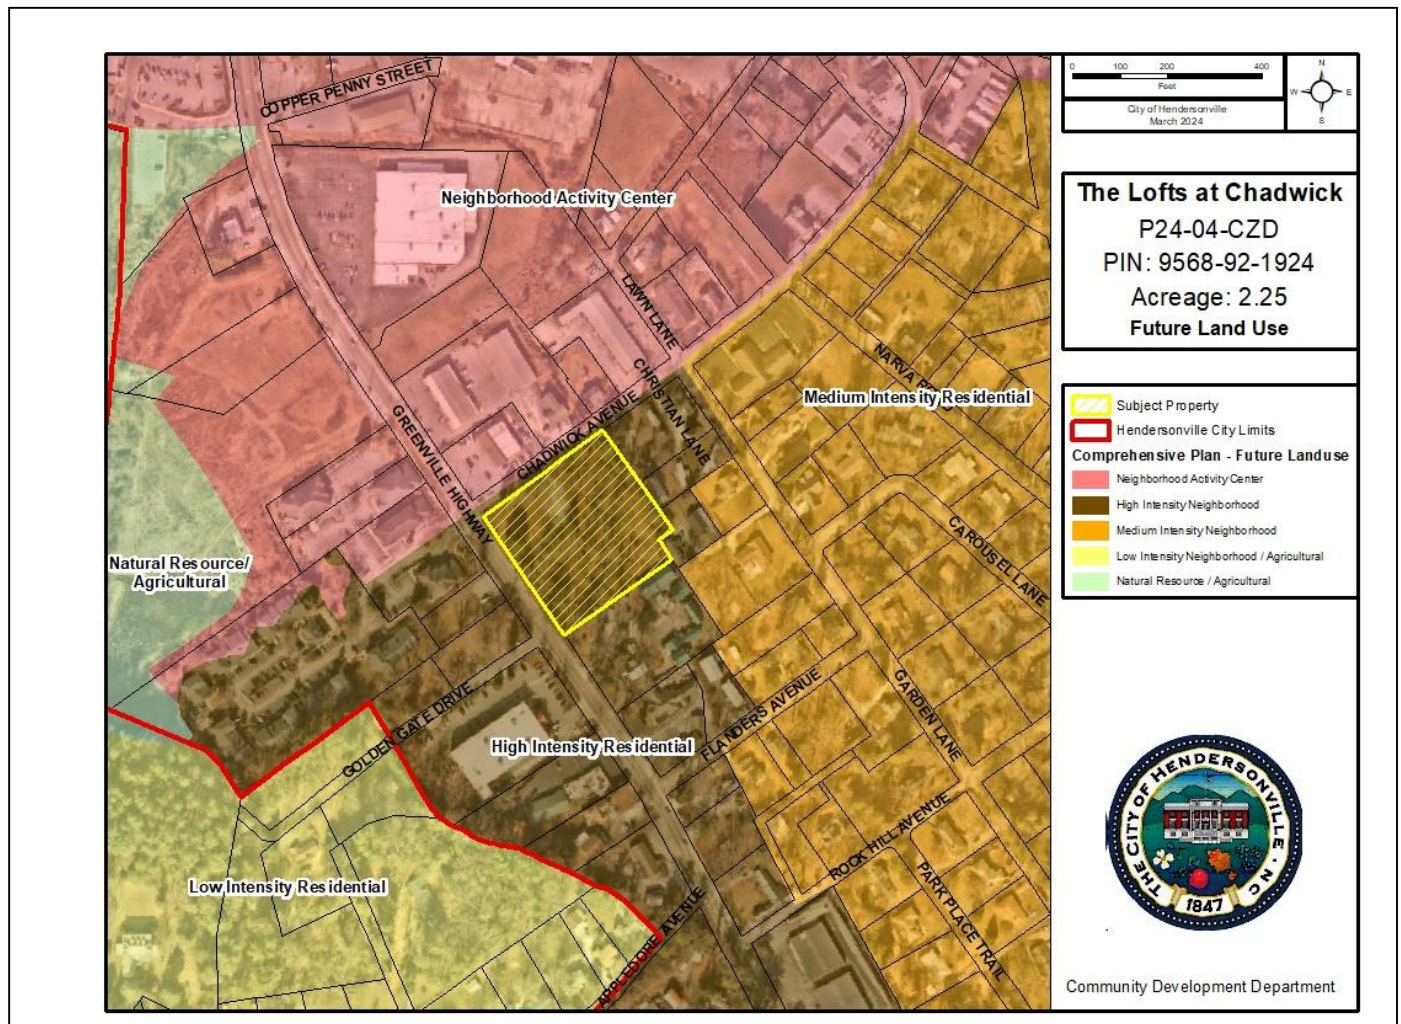 COPPER PENNY STREET
Neighborhood Activity Center
LAWN LANE
CHRISTIAN LANE
NARVA RO D
Medium Intensity Residential
GREENVILLE HIGHWAY
CHADWICK AVENUE
CAROUSEL LANE
Natural Resource/
Agricultural
GOLDEN GATE DRIVE
High Intensity Residential
FLANDERS AVENUE
GARDEN LANE
Low Intensity Residential
ROCK HILL AVENUE
PARK PLACE TRAIL
APPLEDORE AVENUE
0 100 200 400
Feet
N
W E
S
City of Hendersonville
March 2024
The Lofts at Chadwick
P24-04-CZD
PIN: 9568-92-1924
Acreage: 2.25
Future Land Use
Subject Property
Hendersonville City Limits
Comprehensive Plan - Future Landuse
Neighborhood Activity Center
High Intensity Neighborhood
Medium Intensity Neighborhood
Low Intensity Neighborhood / Agricultural
Natural Resource / Agricultural
THE CITY OF HENDERSONVILLE · NC
1847
Community Development Department